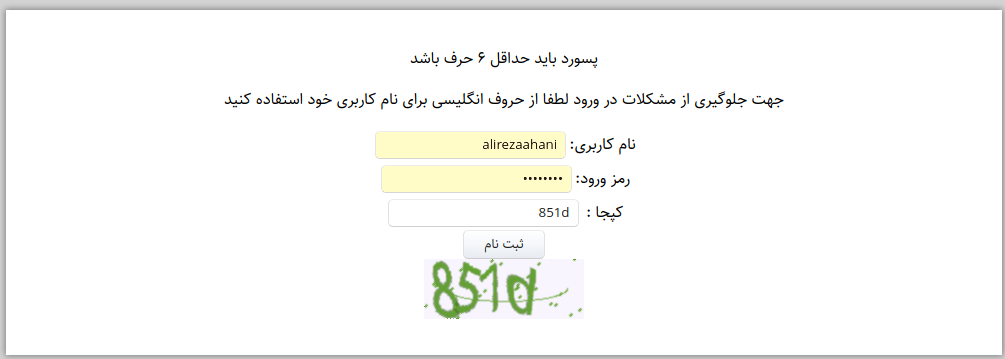 پسورد باید حداقل ۶ حرف باشد
جهت جلوگیری از مشکلات در ورود لطفا از حروف انگلیسی برای نام کاربری خود استفاده کنید
نام کاربری: alirezaahani
رمز ورود: ••••••••
کپچا : 851d
ثبت نام
851d